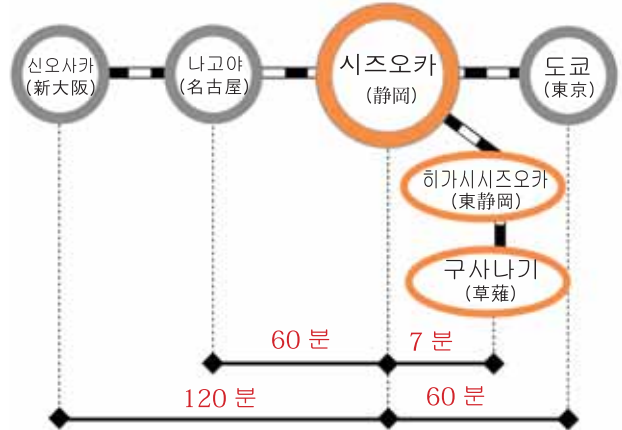 신오사카
(新大阪)
나고야
(名古屋)
시즈오카
(静岡)
도쿄
(東京)
히가시시즈오카
(東静岡)
구사나기
(草薙)
60 분
7 분
120 분
60 분